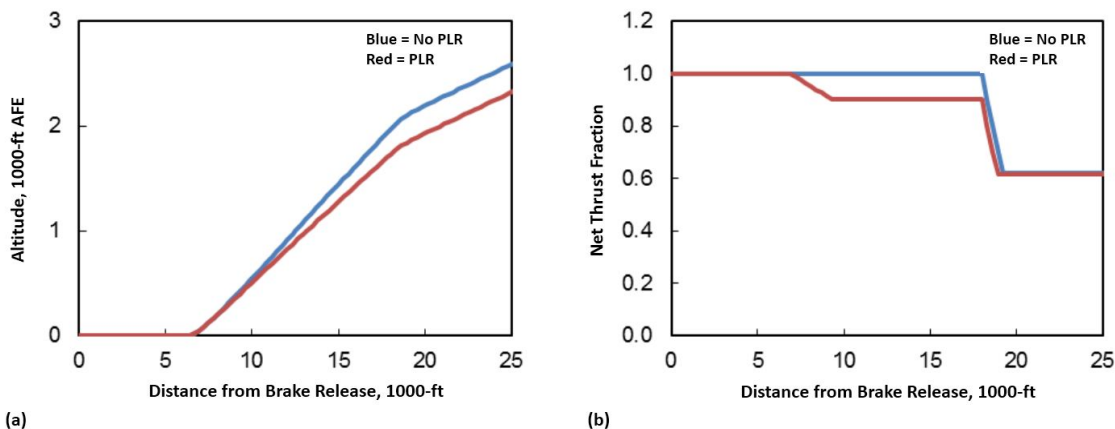 3
2
1
0
0 5 10 15 20 25
Altitude, 1000-ft AFE
Distance from Brake Release, 1000-ft
Blue = No PLR
Red = PLR
(a)
1.2
1.0
0.8
0.6
0.4
0.2
0.0
0 5 10 15 20 25
Net Thrust Fraction
Distance from Brake Release, 1000-ft
Blue = No PLR
Red = PLR
(b)